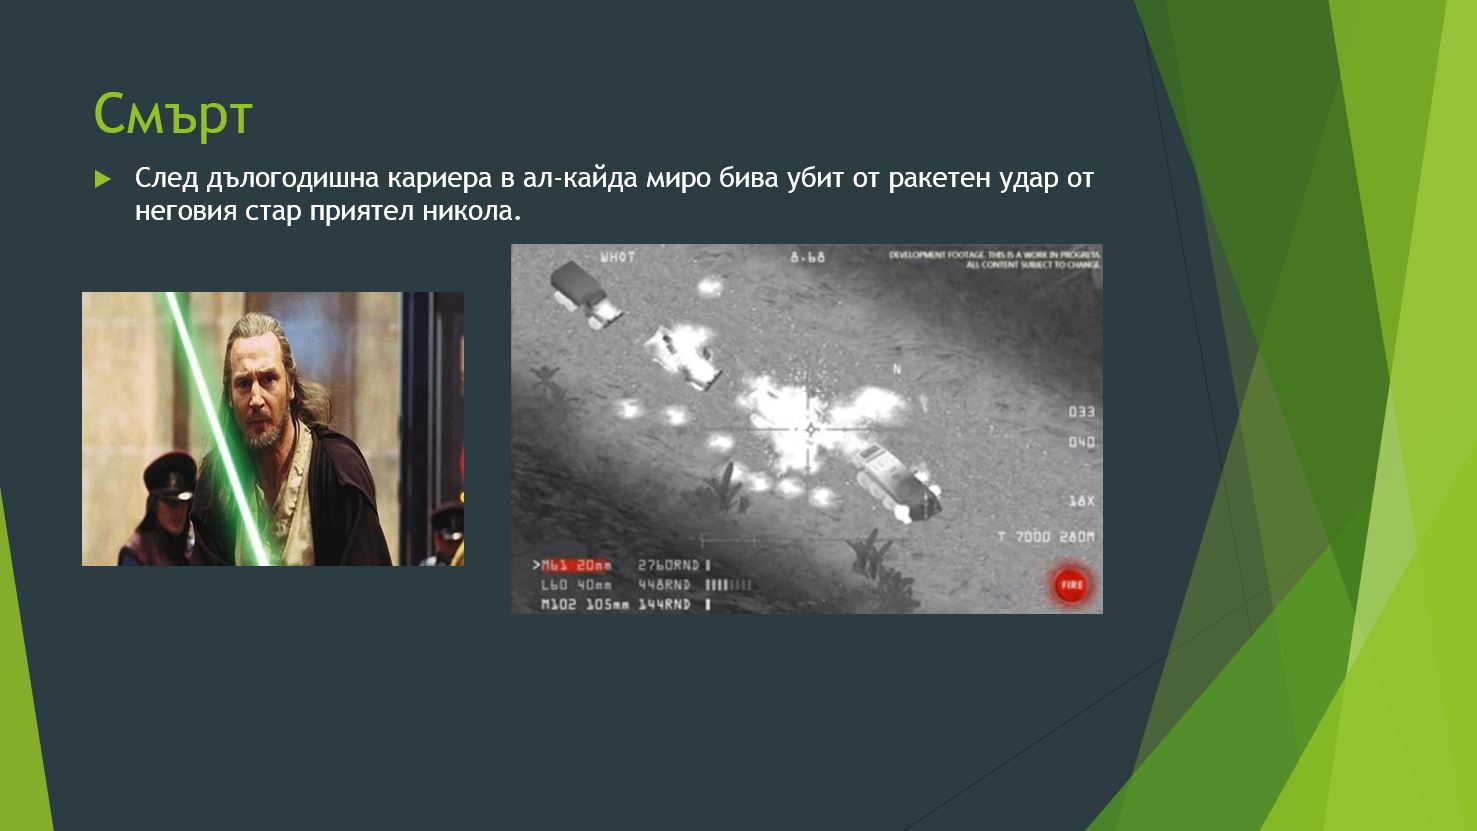 Смърт
След дълогодишна кариера в ал-кайда миро бива убит от ракетен удар от
неговия стар приятел никола.
WHOT
8.68
DEVELOPMENT FOOTAGE. THIS IS A WORK IN PROGRESS.
ALL CONTENT SUBJECT TO CHANGE.
N
033
040
18X
T 7000 280M
>M61 20mm 2760RND
L60 40mm 448RND
M102 105mm 144RND
FIRE